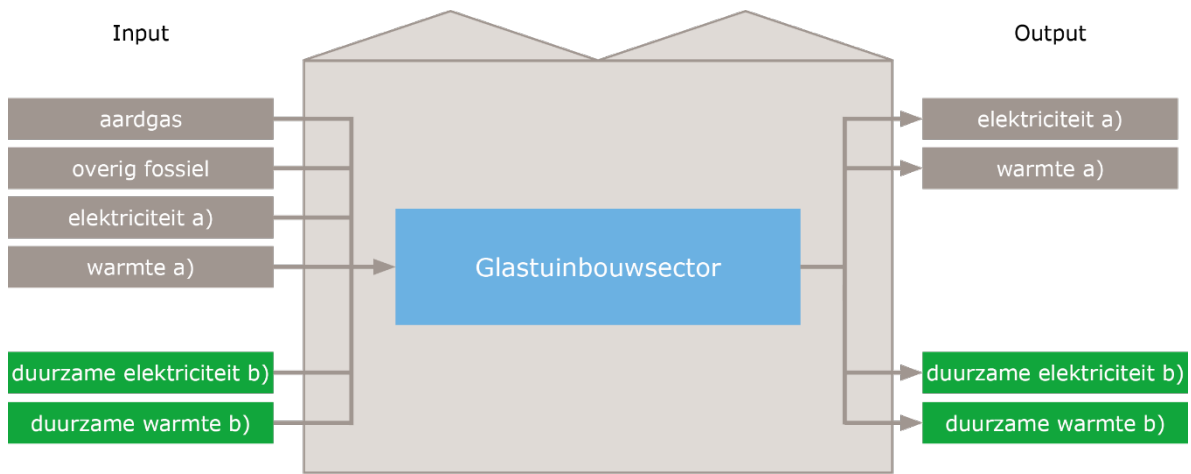 Input
Output
aardgas
overig fossiel
elektriciteit a)
warmte a)
duurzame elektriciteit b)
duurzame warmte b)
Glastuinbouwsector
elektriciteit a)
warmte a)
duurzame elektriciteit b)
duurzame warmte b)